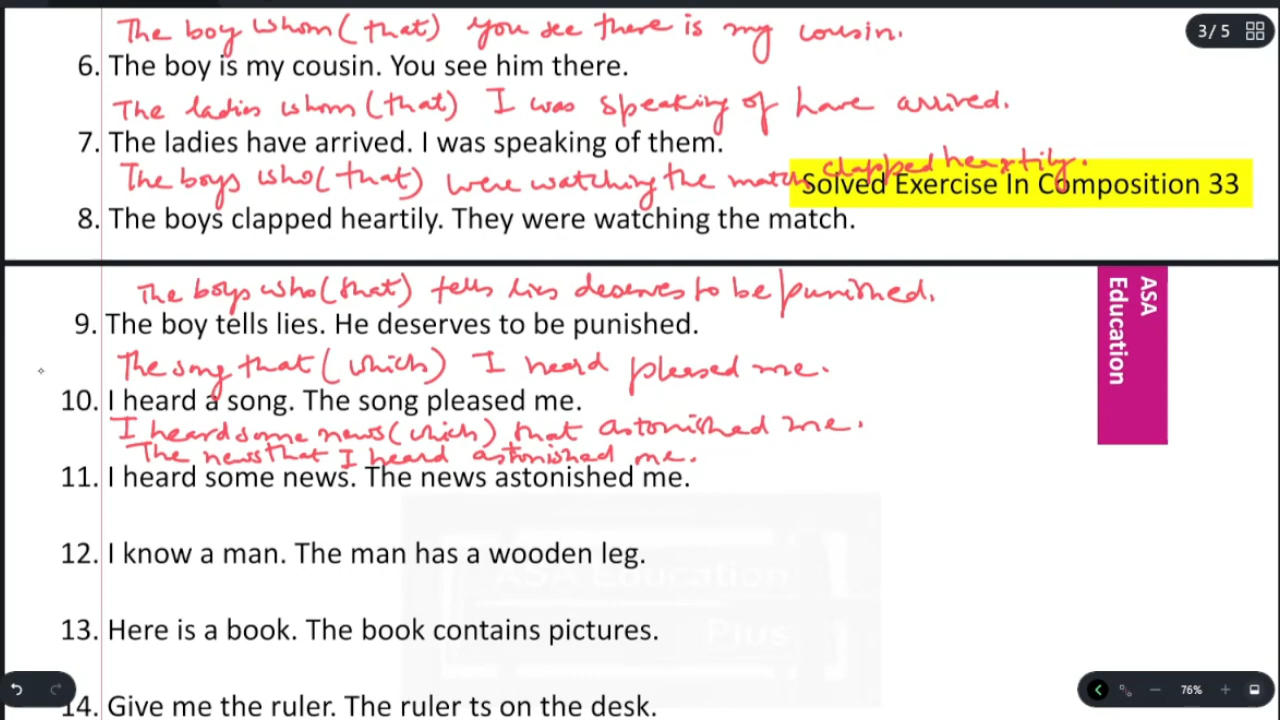 The boy whom (that) you see there is my cousin.
3/5
6. The boy is my cousin. You see him there.
The ladies whom (that) I was speaking of have arrived.
7. The ladies have arrived. I was speaking of them.
The boys who (that) were watching the match clapped heartily.
Solved Exercise In Composition 33
8. The boys clapped heartily. They were watching the match.
The boys who (that) tells lies deserves to be punished.
ASA
Education
9. The boy tells lies. He deserves to be punished.
The song that (which) I heard pleased me.
10. I heard a song. The song pleased me.
I heard some news (which) that astonished me.
The news that I heard astonished me.
11. I heard some news. The news astonished me.
12. I know a man. The man has a wooden leg.
ASA Education
13. Here is a book. The book contains pictures.
Plus
76%
14. Give me the ruler. The ruler ts on the desk.